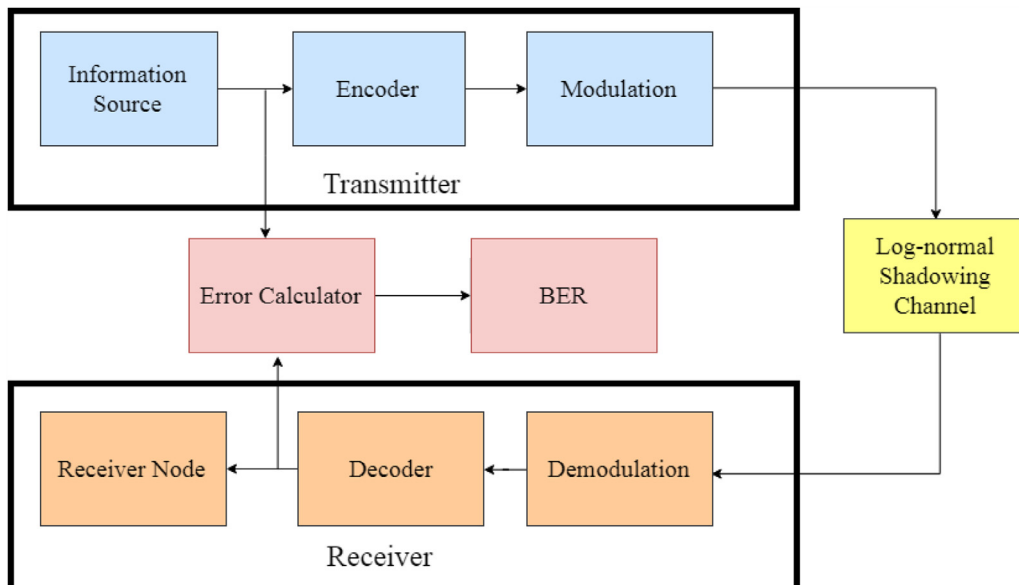 Information
Source
Encoder
Modulation
Transmitter
Log-normal
Shadowing
Channel
Error Calculator
BER
Receiver Node
Decoder
Demodulation
Receiver